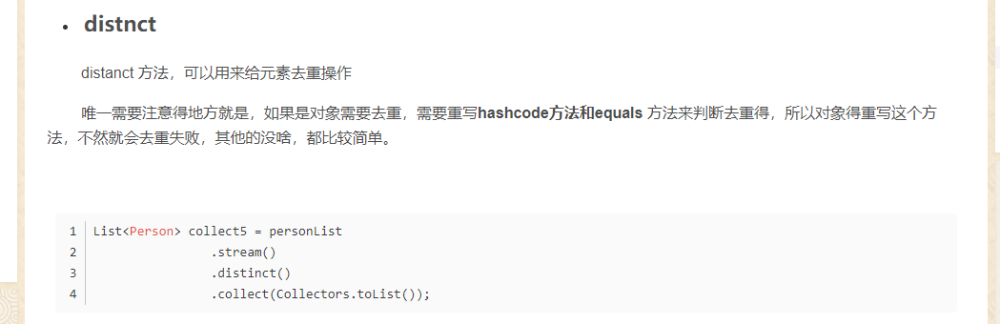 distnct
distanct 方法，可以用来给元素去重操作
唯一需要注意得地方就是，如果是对象需要去重，需要重写hashcode方法和equals 方法来判断去重得，所以对象得重写这个方
法，不然就会去重失败，其他的没啥，都比较简单。
1 List<Person> collect5 = personList
2 .stream()
3 .distinct()
4 .collect(Collectors.toList());